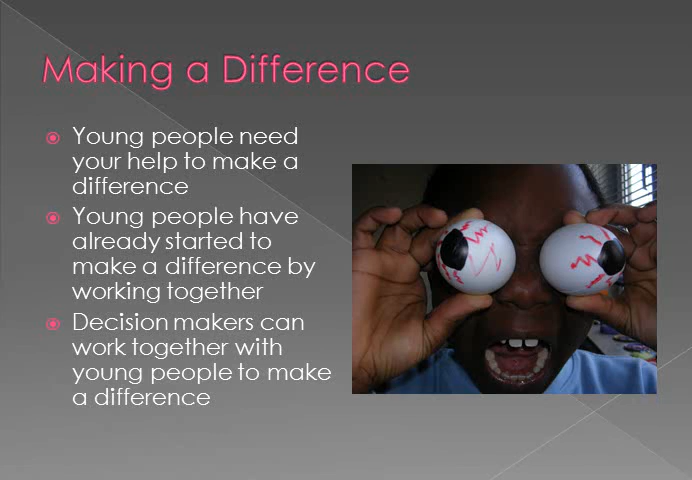 Making a Difference
Young people need
your help to make a
difference
Young people have
already started to
make a difference by
working together
Decision makers can
work together with
young people to make
a difference